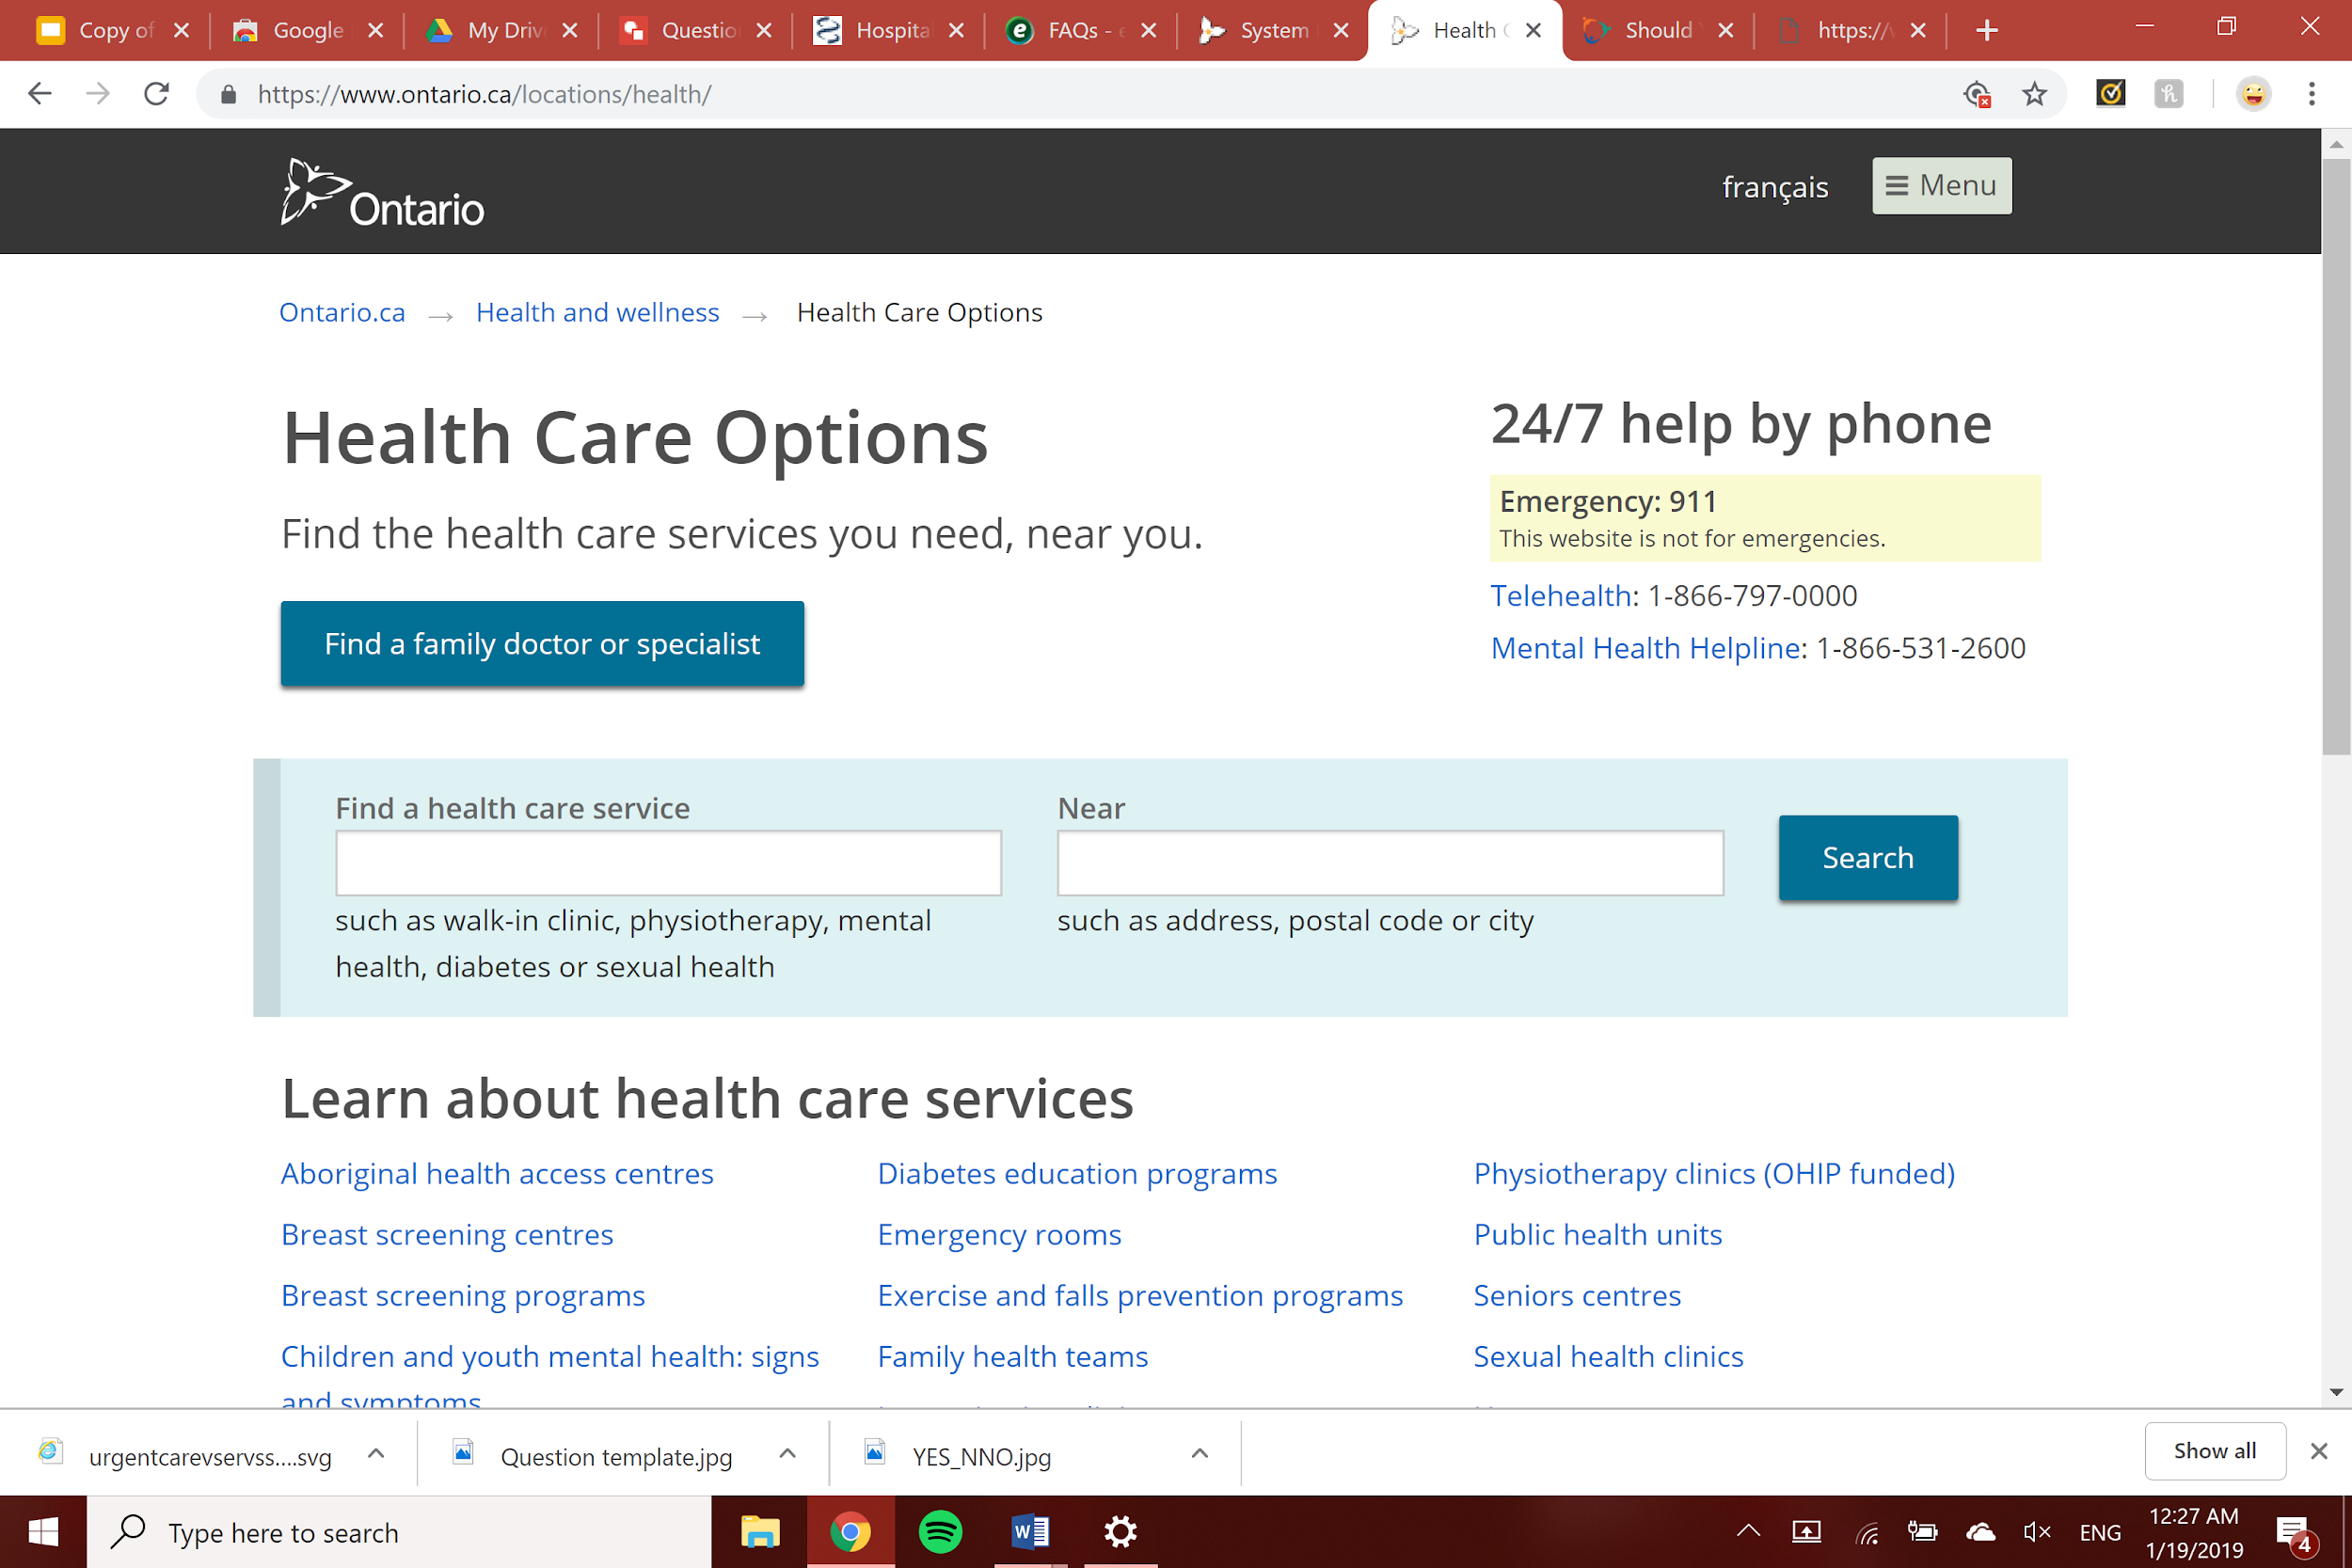 Copy of
Google
My Driv
Questio
Hospita
FAQs - e
System
Health C
Should
https://v
https://www.ontario.ca/locations/health/
Ontario
français
Menu
Ontario.ca → Health and wellness → Health Care Options
Health Care Options
Find the health care services you need, near you.
Find a family doctor or specialist
24/7 help by phone
Emergency: 911
This website is not for emergencies.
Telehealth: 1-866-797-0000
Mental Health Helpline: 1-866-531-2600
Find a health care service
such as walk-in clinic, physiotherapy, mental
health, diabetes or sexual health
Near
such as address, postal code or city
Search
Learn about health care services
Aboriginal health access centres
Breast screening centres
Breast screening programs
Children and youth mental health: signs
and symptoms
Diabetes education programs
Emergency rooms
Exercise and falls prevention programs
Family health teams
Physiotherapy clinics (OHIP funded)
Public health units
Seniors centres
Sexual health clinics
urgentcarevservss....svg
Question template.jpg
YES_NNO.jpg
Show all
Type here to search
ENG
12:27 AM
1/19/2019
4